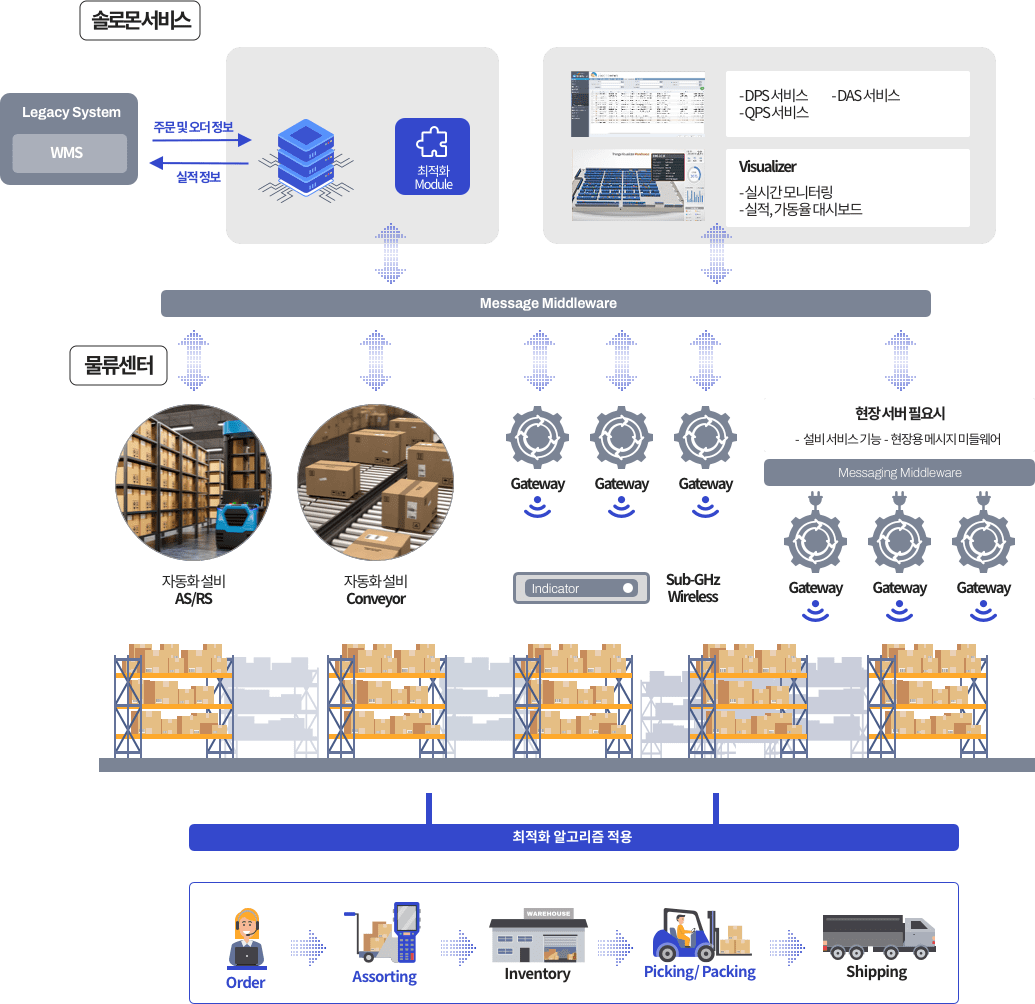 솔로몬서비스
Legacy System
WMS
주문 및 오더 정보
실적 정보
최적화
Module
-DPS 서비스
-DAS 서비스
-QPS 서비스
Visualizer
-실시간 모니터링
-실적, 가동율 대시보드
Message Middleware
물류센터
자동화 설비
AS/RS
자동화 설비
Conveyor
Gateway
Gateway
Gateway
Indicator
Sub-GHz
Wireless
현장 서버 필요시
- 설비 서비스 기능 - 현장용 메시지 미들웨어
Messaging Middleware
Gateway
Gateway
Gateway
최적화 알고리즘 적용
Order
Assorting
WAREHOUSE
Inventory
Picking/ Packing
Shipping